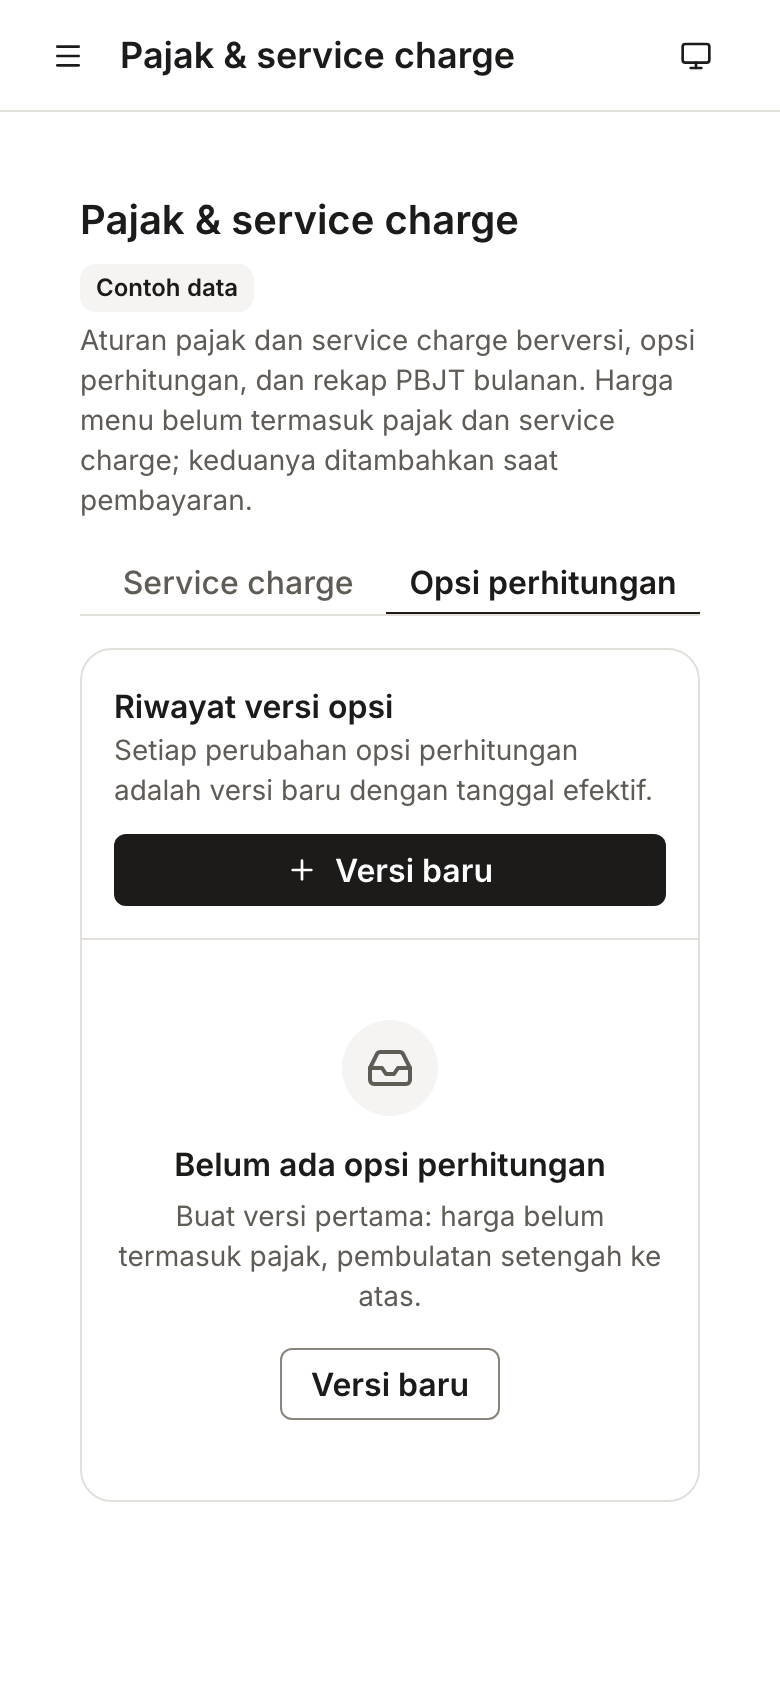 Pajak & service charge
Pajak & service charge
Contoh data
Aturan pajak dan service charge berversi, opsi
perhitungan, dan rekap PBJT bulanan. Harga
menu belum termasuk pajak dan service
charge; keduanya ditambahkan saat
pembayaran.
Service charge
Opsi perhitungan
Riwayat versi opsi
Setiap perubahan opsi perhitungan
adalah versi baru dengan tanggal efektif.
Versi baru
Belum ada opsi perhitungan
Buat versi pertama: harga belum
termasuk pajak, pembulatan setengah ke
atas.
Versi baru